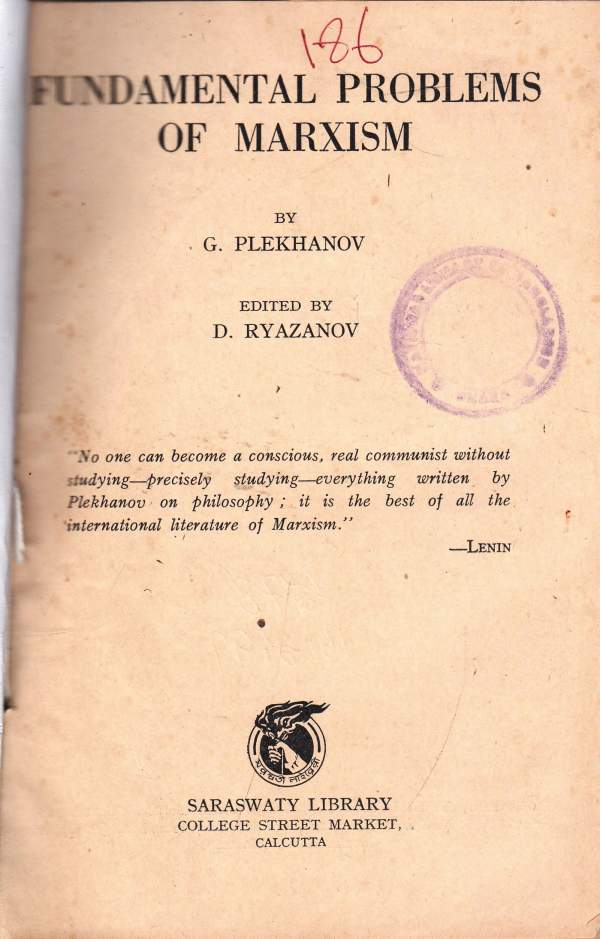 186
FUNDAMENTAL PROBLEMS
OF MARXISM
BY
G. PLEKHANOV
EDITED BY
D. RYAZANOV
"No one can become a conscious, real communist without
studying—precisely studying—everything written by
Plekhanov on philosophy ; it is the best of all the
international literature of Marxism."
—LENIN
SARASWATY LIBRARY
COLLEGE STREET MARKET,
CALCUTTA